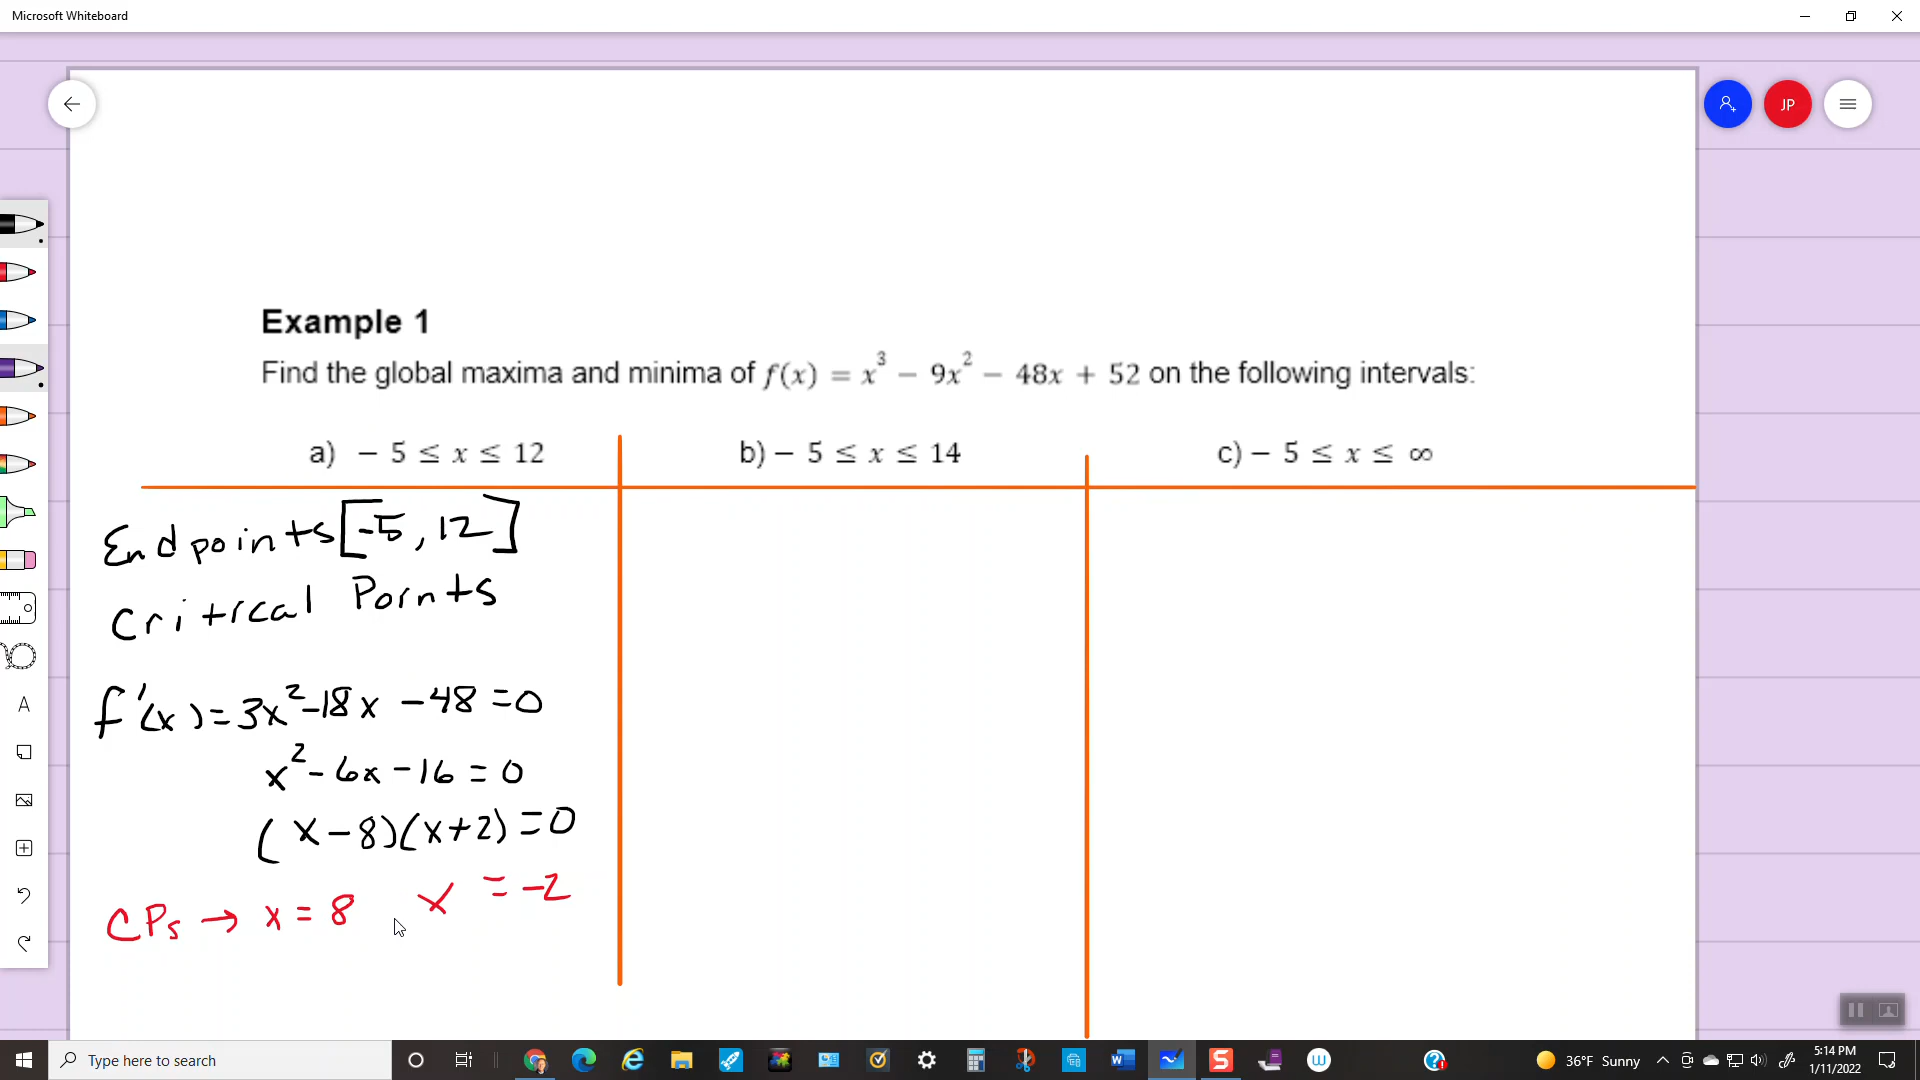 Microsoft Whiteboard
JP
Example 1
Find the global maxima and minima of f(x) = x³ − 9x² − 48x + 52 on the following intervals:
a) − 5 ≤ x ≤ 12
b) − 5 ≤ x ≤ 14
c) − 5 ≤ x ≤ ∞
Endpoints [-5, 12]
Critical Points
f'(x) = 3x² - 18x - 48 = 0
x² - 6x - 16 = 0
(x - 8)(x + 2) = 0
CPs → x = 8 x = -2
A
Type here to search
36°F Sunny
5:14 PM
1/11/2022